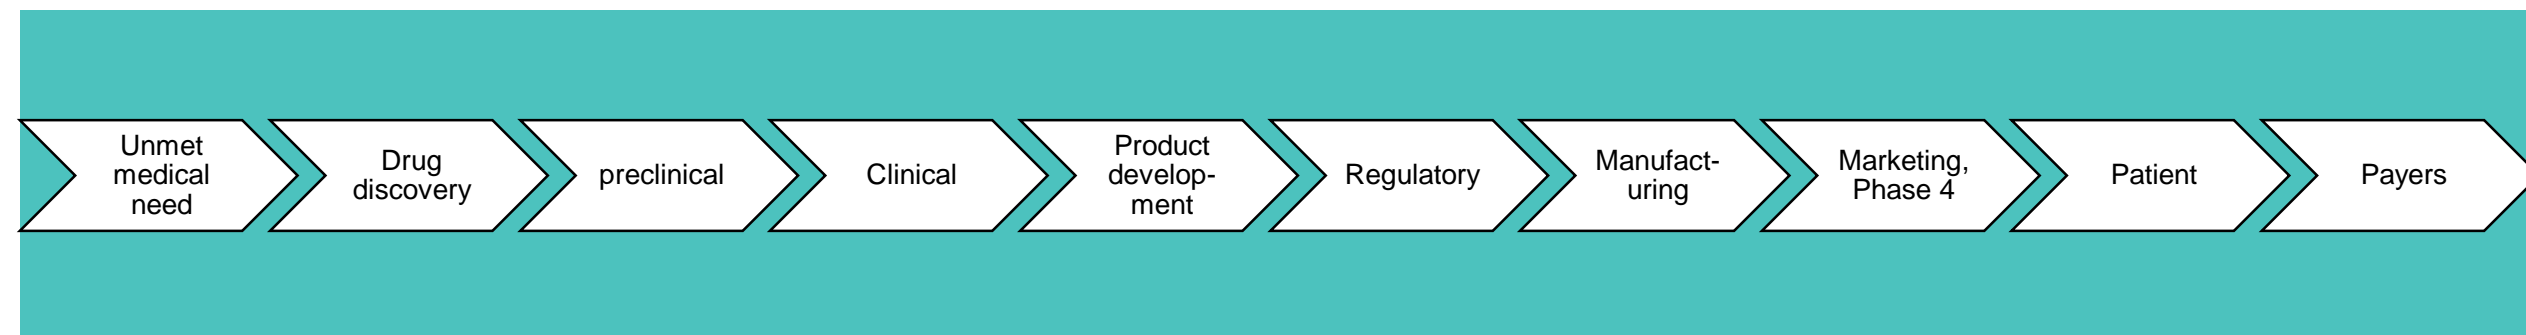 Unmet
medical
need
Drug
discovery
preclinical
Clinical
Product
develop-
ment
Regulatory
Manufact-
uring
Marketing,
Phase 4
Patient
Payers